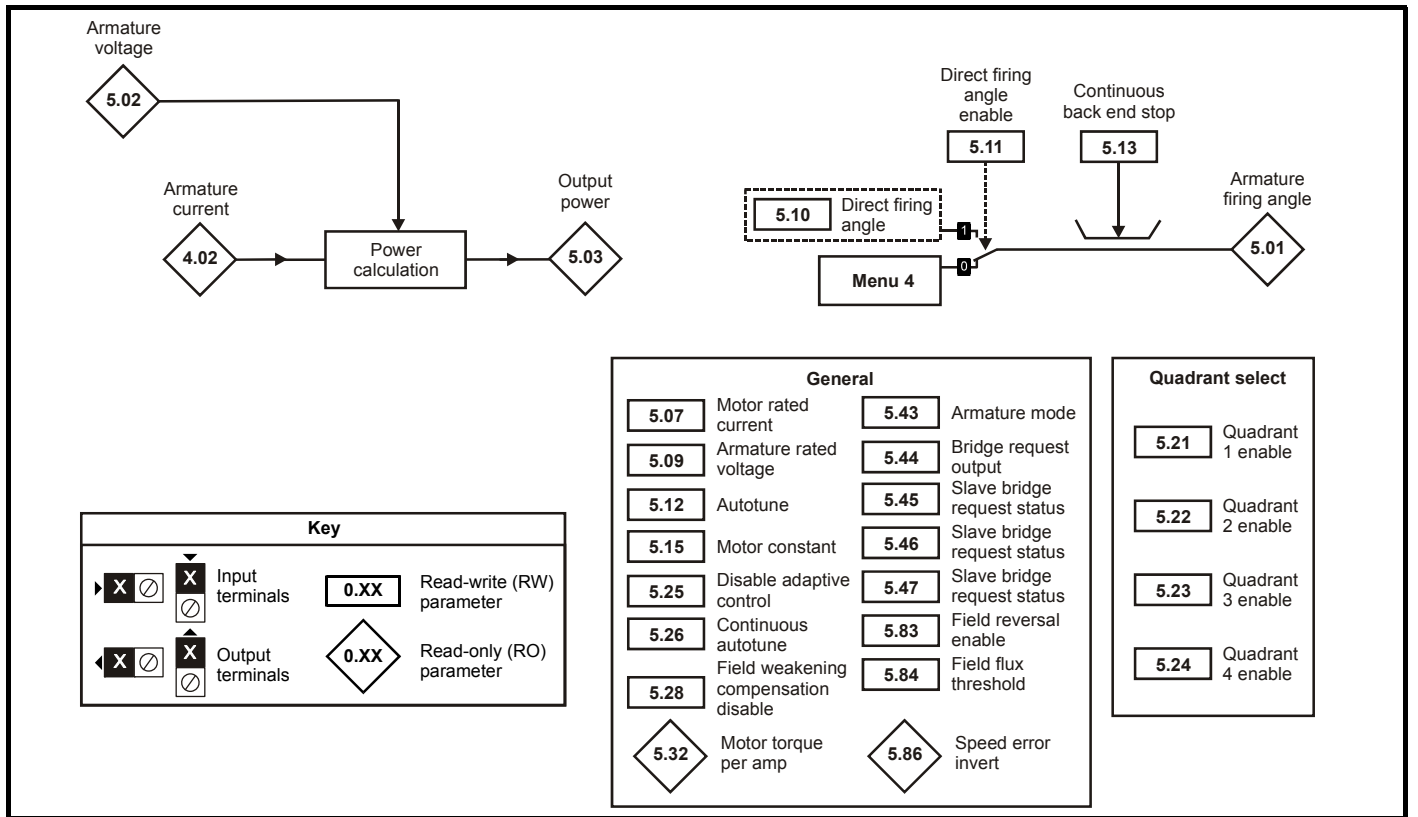 Armature
voltage
5.02
Armature
current
4.02
Power
calculation
Output
power
5.03
Direct firing
angle
enable
5.11
Continuous
back end stop
5.13
5.10
Direct firing
angle
1
0
Menu 4
Armature
firing angle
5.01
Key
X
X
Input
terminals
X
X
Output
terminals
0.XX
Read-write (RW)
parameter
0.XX
Read-only (RO)
parameter
General
5.07
Motor rated
current
5.09
Armature rated
voltage
5.12
Autotune
5.15
Motor constant
5.25
Disable adaptive
control
5.26
Continuous
autotune
5.28
Field weakening
compensation
disable
5.32
Motor torque
per amp
5.43
Armature mode
5.44
Bridge request
output
5.45
Slave bridge
request status
5.46
Slave bridge
request status
5.47
Slave bridge
request status
5.83
Field reversal
enable
5.84
Field flux
threshold
5.86
Speed error
invert
Quadrant select
5.21
Quadrant
1 enable
5.22
Quadrant
2 enable
5.23
Quadrant
3 enable
5.24
Quadrant
4 enable